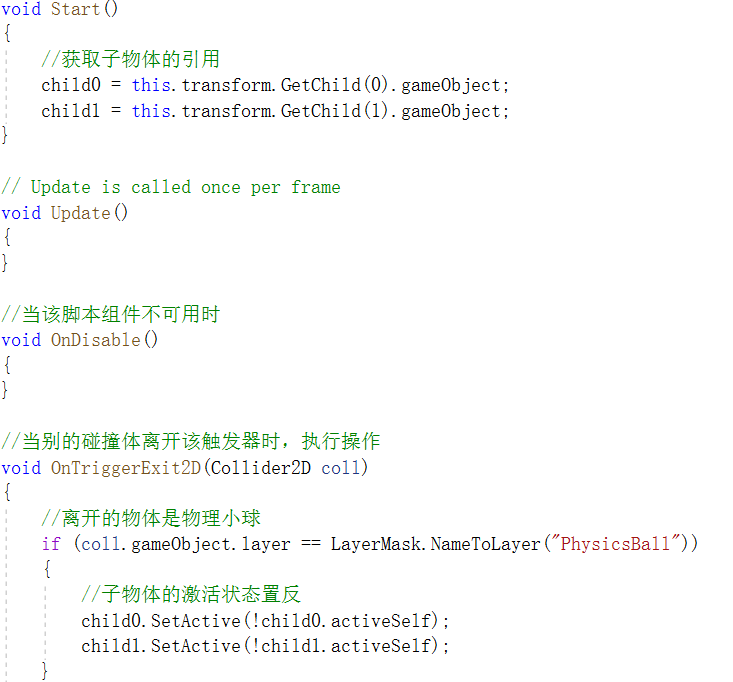 void Start()
{
    //获取子物体的引用
    child0 = this.transform.GetChild(0).gameObject;
    child1 = this.transform.GetChild(1).gameObject;
}
// Update is called once per frame
void Update()
{
}
//当该脚本组件不可用时
void OnDisable()
{
}
//当别的碰撞体离开该触发器时，执行操作
void OnTriggerExit2D(Collider2D coll)
{
    //离开的物体是物理小球
    if (coll.gameObject.layer == LayerMask.NameToLayer("PhysicsBall"))
    {
        //子物体的激活状态置反
        child0.SetActive(!child0.activeSelf);
        child1.SetActive(!child1.activeSelf);
    }